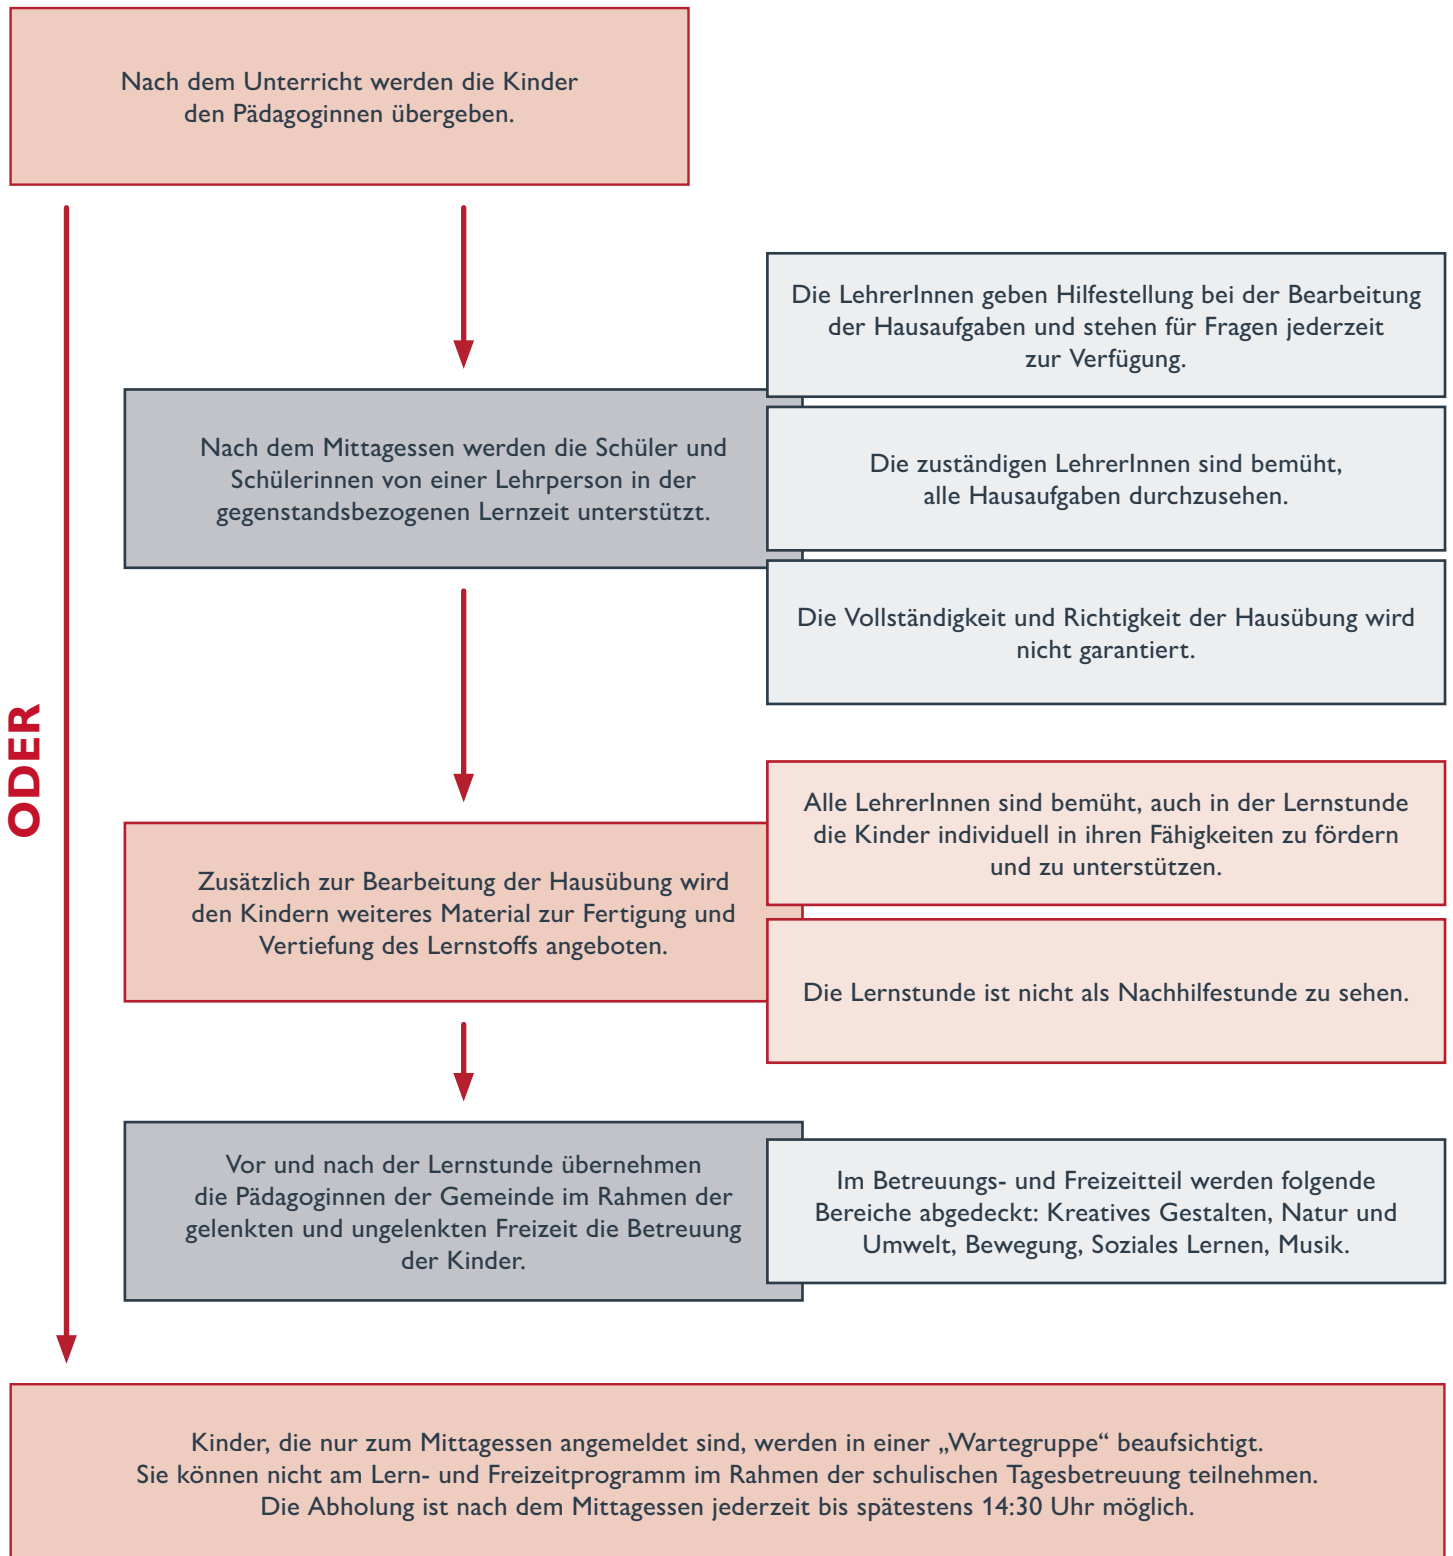 Nach dem Unterricht werden die Kinder
den Pädagoginnen übergeben.
Die LehrerInnen geben Hilfestellung bei der Bearbeitung
der Hausaufgaben und stehen für Fragen jederzeit
zur Verfügung.
Nach dem Mittagessen werden die Schüler und
Schülerinnen von einer Lehrperson in der
gegenstandsbezogenen Lernzeit unterstützt.
Die zuständigen LehrerInnen sind bemüht,
alle Hausaufgaben durchzusehen.
Die Vollständigkeit und Richtigkeit der Hausübung wird
nicht garantiert.
ODER
Zusätzlich zur Bearbeitung der Hausübung wird
den Kindern weiteres Material zur Fertigung und
Vertiefung des Lernstoffs angeboten.
Alle LehrerInnen sind bemüht, auch in der Lernstunde
die Kinder individuell in ihren Fähigkeiten zu fördern
und zu unterstützen.
Die Lernstunde ist nicht als Nachhilfestunde zu sehen.
Vor und nach der Lernstunde übernehmen
die Pädagoginnen der Gemeinde im Rahmen der
gelenkten und ungelenkten Freizeit die Betreuung
der Kinder.
Im Betreuungs- und Freizeitteil werden folgende
Bereiche abgedeckt: Kreatives Gestalten, Natur und
Umwelt, Bewegung, Soziales Lernen, Musik.
Kinder, die nur zum Mittagessen angemeldet sind, werden in einer „Wartegruppe“ beaufsichtigt.
Sie können nicht am Lern- und Freizeitprogramm im Rahmen der schulischen Tagesbetreuung teilnehmen.
Die Abholung ist nach dem Mittagessen jederzeit bis spätestens 14:30 Uhr möglich.